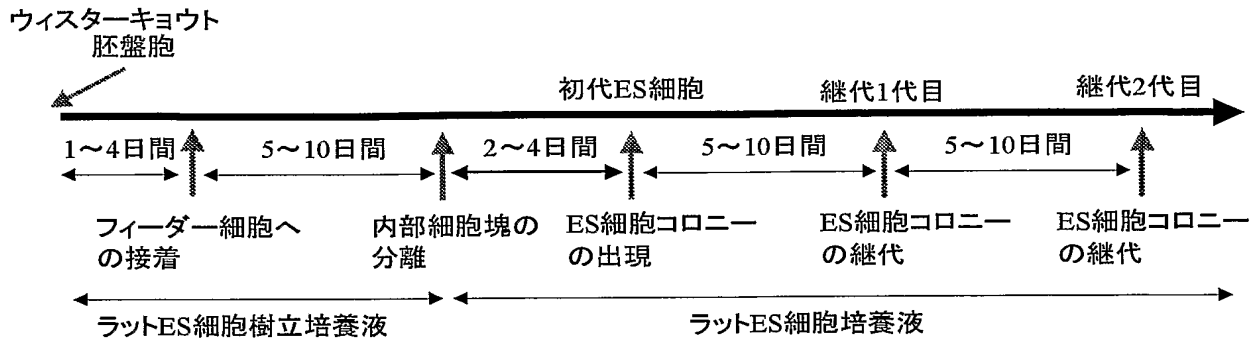 ウィスターキョウト
胚盤胞
初代ES細胞
継代1代目
継代2代目
1～4日間
5～10日間
2～4日間
5～10日間
5～10日間
フィーダー細胞へ
の接着
内部細胞塊の
分離
ES細胞コロニー
の出現
ES細胞コロニー
の継代
ES細胞コロニー
の継代
ラットES細胞樹立培養液
ラットES細胞培養液